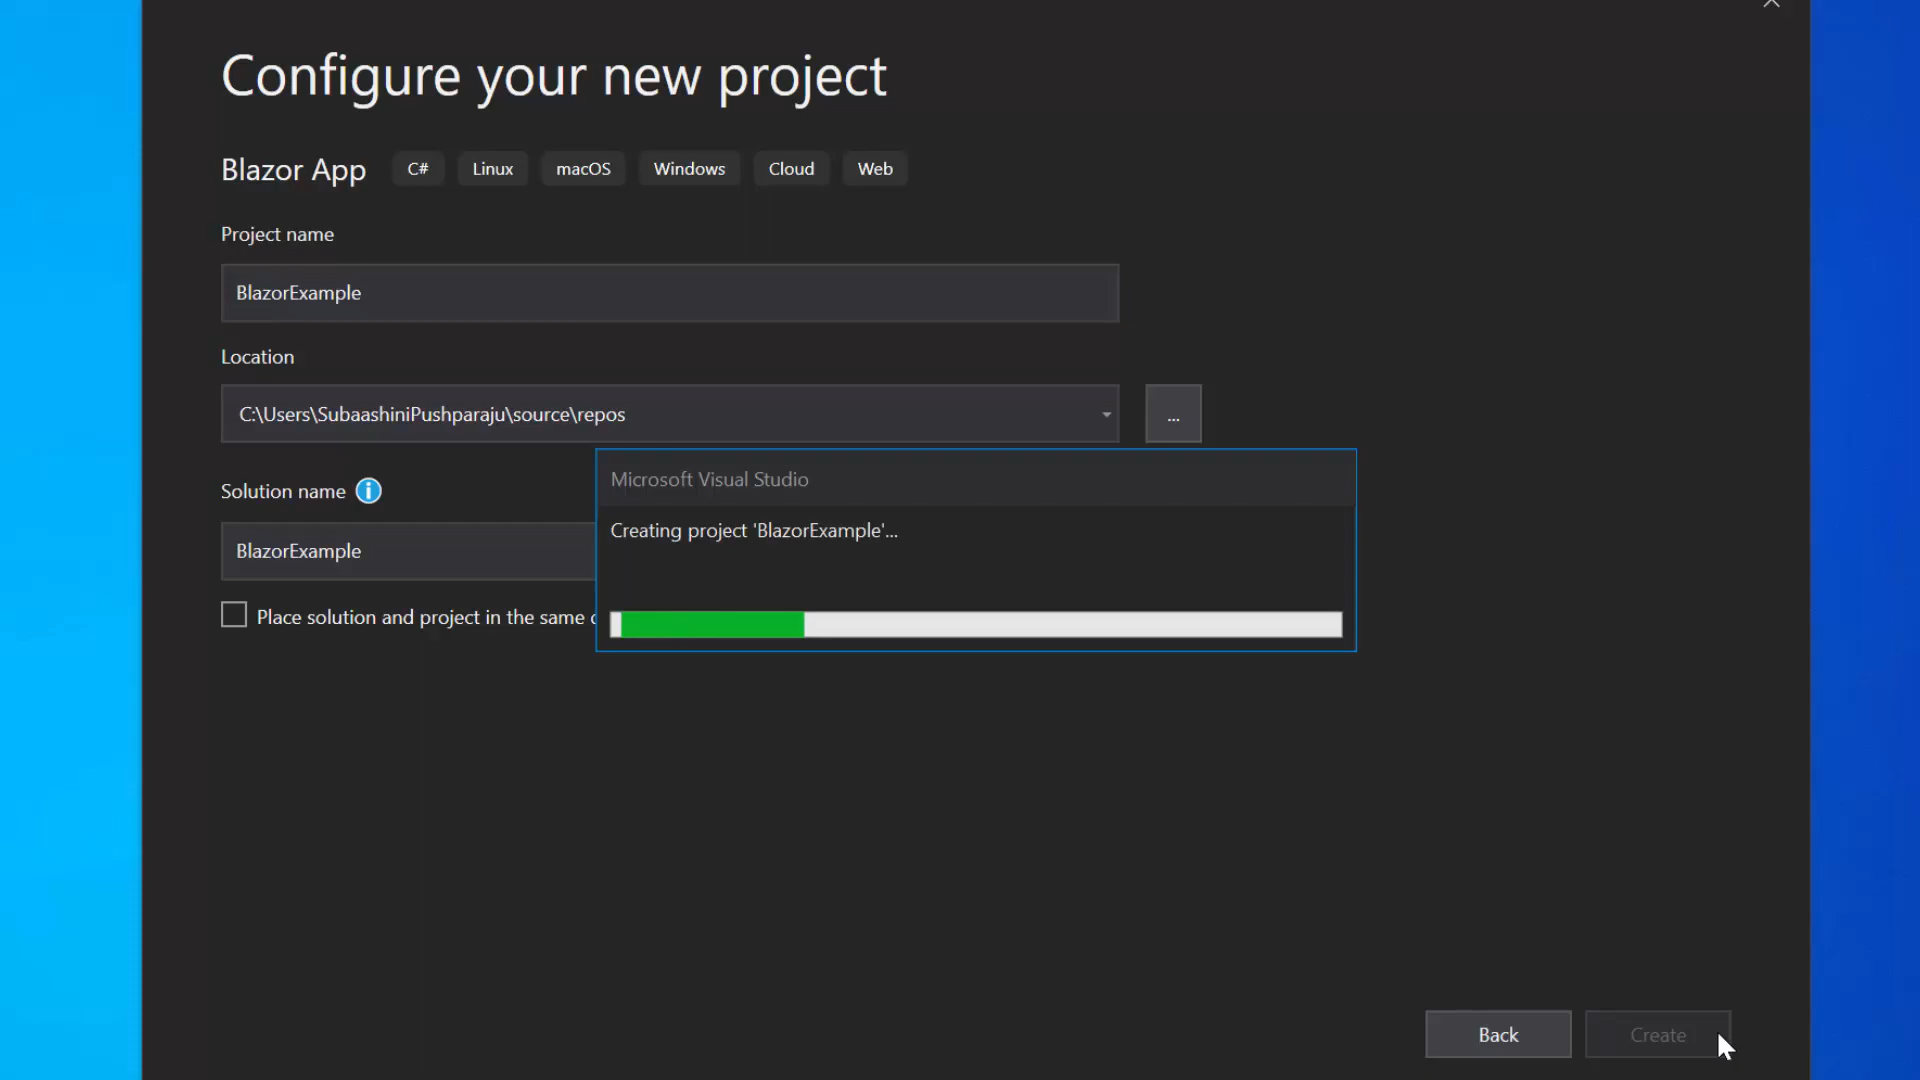 Configure your new project
Blazor App C# Linux macOS Windows Cloud Web
Project name
BlazorExample
Location
C:\Users\SubaashiniPushparaju\source\repos
...
Solution name
BlazorExample
Place solution and project in the same
Microsoft Visual Studio
Creating project 'BlazorExample'...
Back
Create